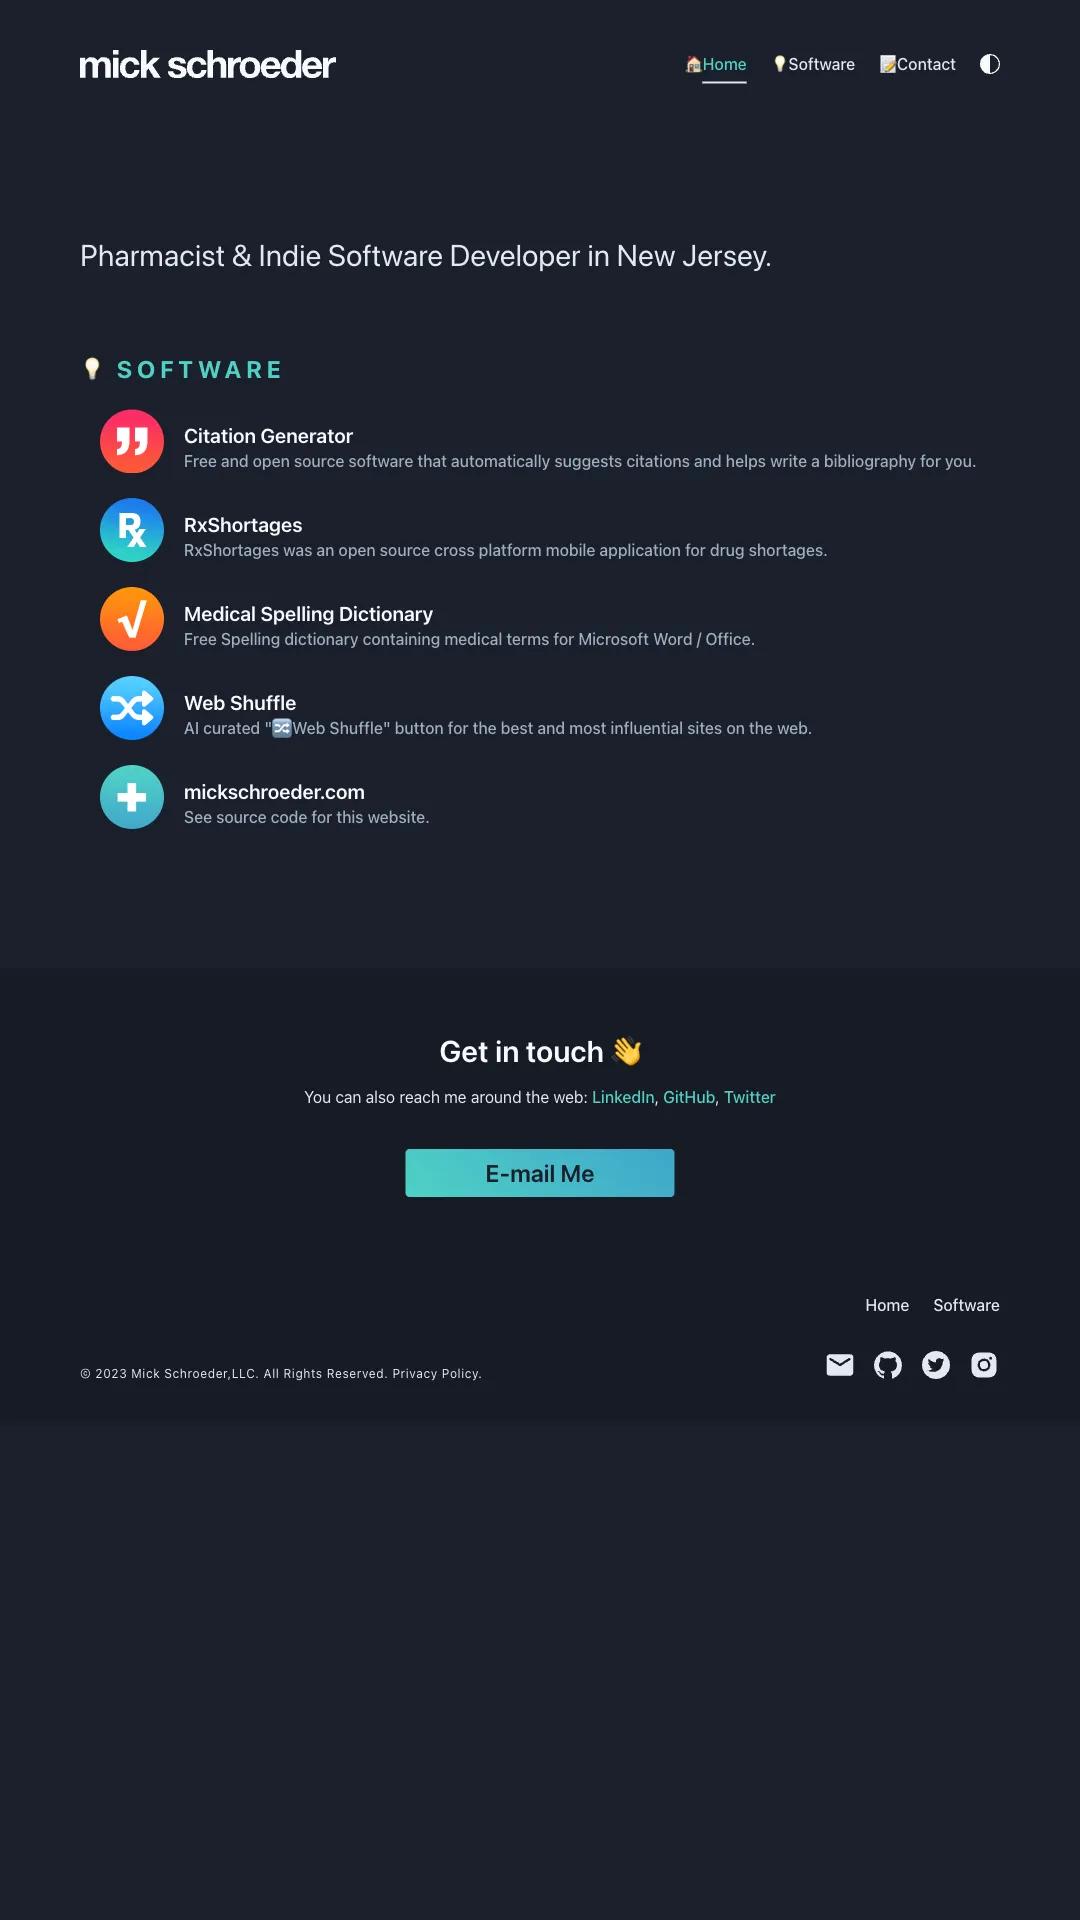 mick schroeder
🏠Home 💡Software 📝Contact
Pharmacist & Indie Software Developer in New Jersey.
💡 SOFTWARE
Citation Generator
Free and open source software that automatically suggests citations and helps write a bibliography for you.
Rx
RxShortages
RxShortages was an open source cross platform mobile application for drug shortages.
Medical Spelling Dictionary
Free Spelling dictionary containing medical terms for Microsoft Word / Office.
Web Shuffle
AI curated "🔀Web Shuffle" button for the best and most influential sites on the web.
mickschroeder.com
See source code for this website.
Get in touch 👋
You can also reach me around the web: LinkedIn, GitHub, Twitter
E-mail Me
Home Software
© 2023 Mick Schroeder,LLC. All Rights Reserved. Privacy Policy.